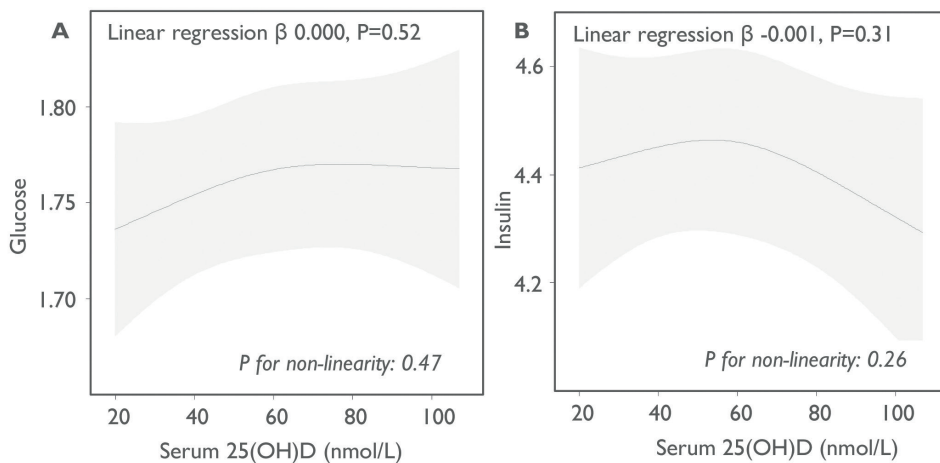 A
Linear regression β 0.000, P=0.52
1.80
1.75
1.70
Glucose
P for non-linearity: 0.47
20 40 60 80 100
Serum 25(OH)D (nmol/L)
B
Linear regression β -0.001, P=0.31
4.6
4.4
4.2
Insulin
P for non-linearity: 0.26
20 40 60 80 100
Serum 25(OH)D (nmol/L)